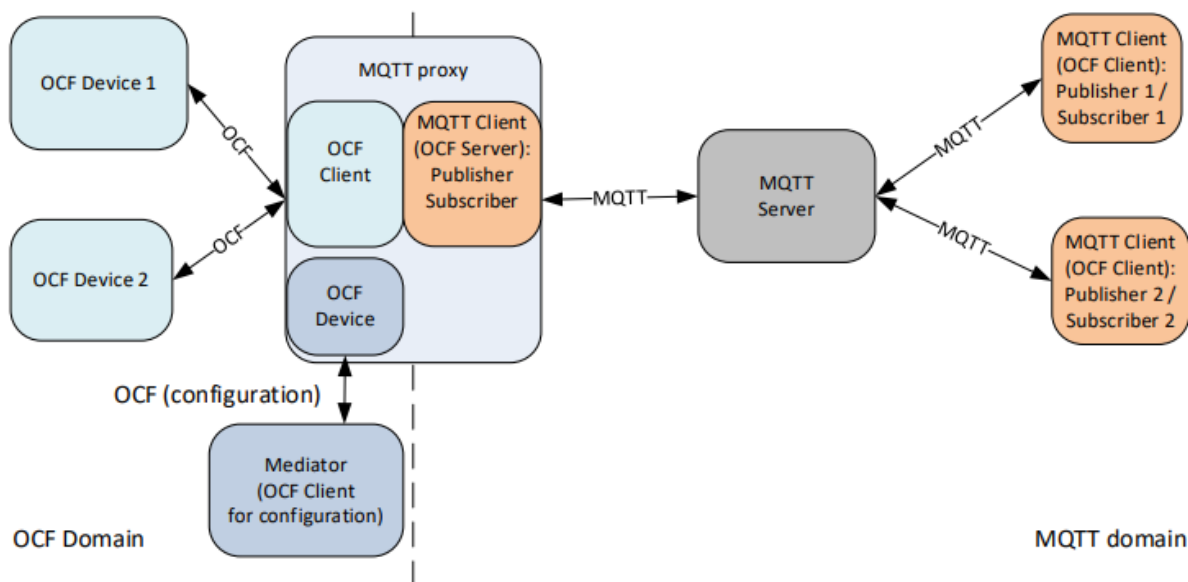 OCF Device 1
OCF Device 2
OCF
OCF
MQTT proxy
OCF
Client
MQTT Client
(OCF Server):
Publisher
Subscriber
OCF
Device
MQTT
MQTT
Server
MQTT
MQTT
MQTT Client
(OCF Client):
Publisher 1 /
Subscriber 1
MQTT Client
(OCF Client):
Publisher 2 /
Subscriber 2
OCF (configuration)
Mediator
(OCF Client
for configuration)
OCF Domain
MQTT domain